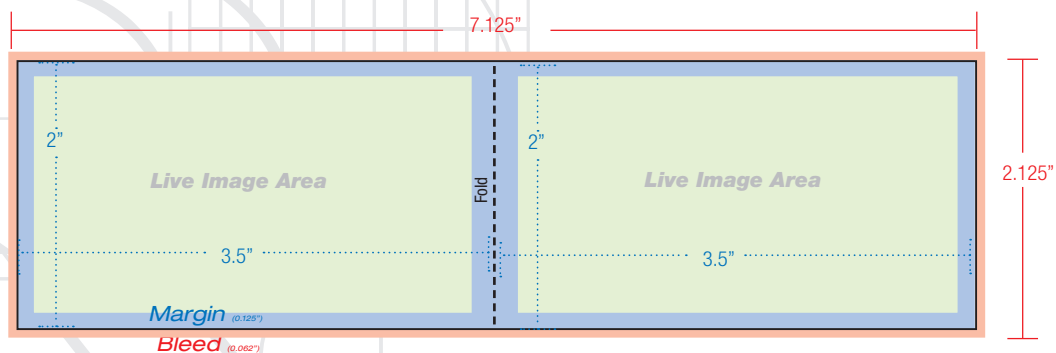 7.125”
2”
2”
2.125”
Live Image Area
Live Image Area
Fold
3.5”
3.5”
Margin (0.125”)
Bleed (0.062”)